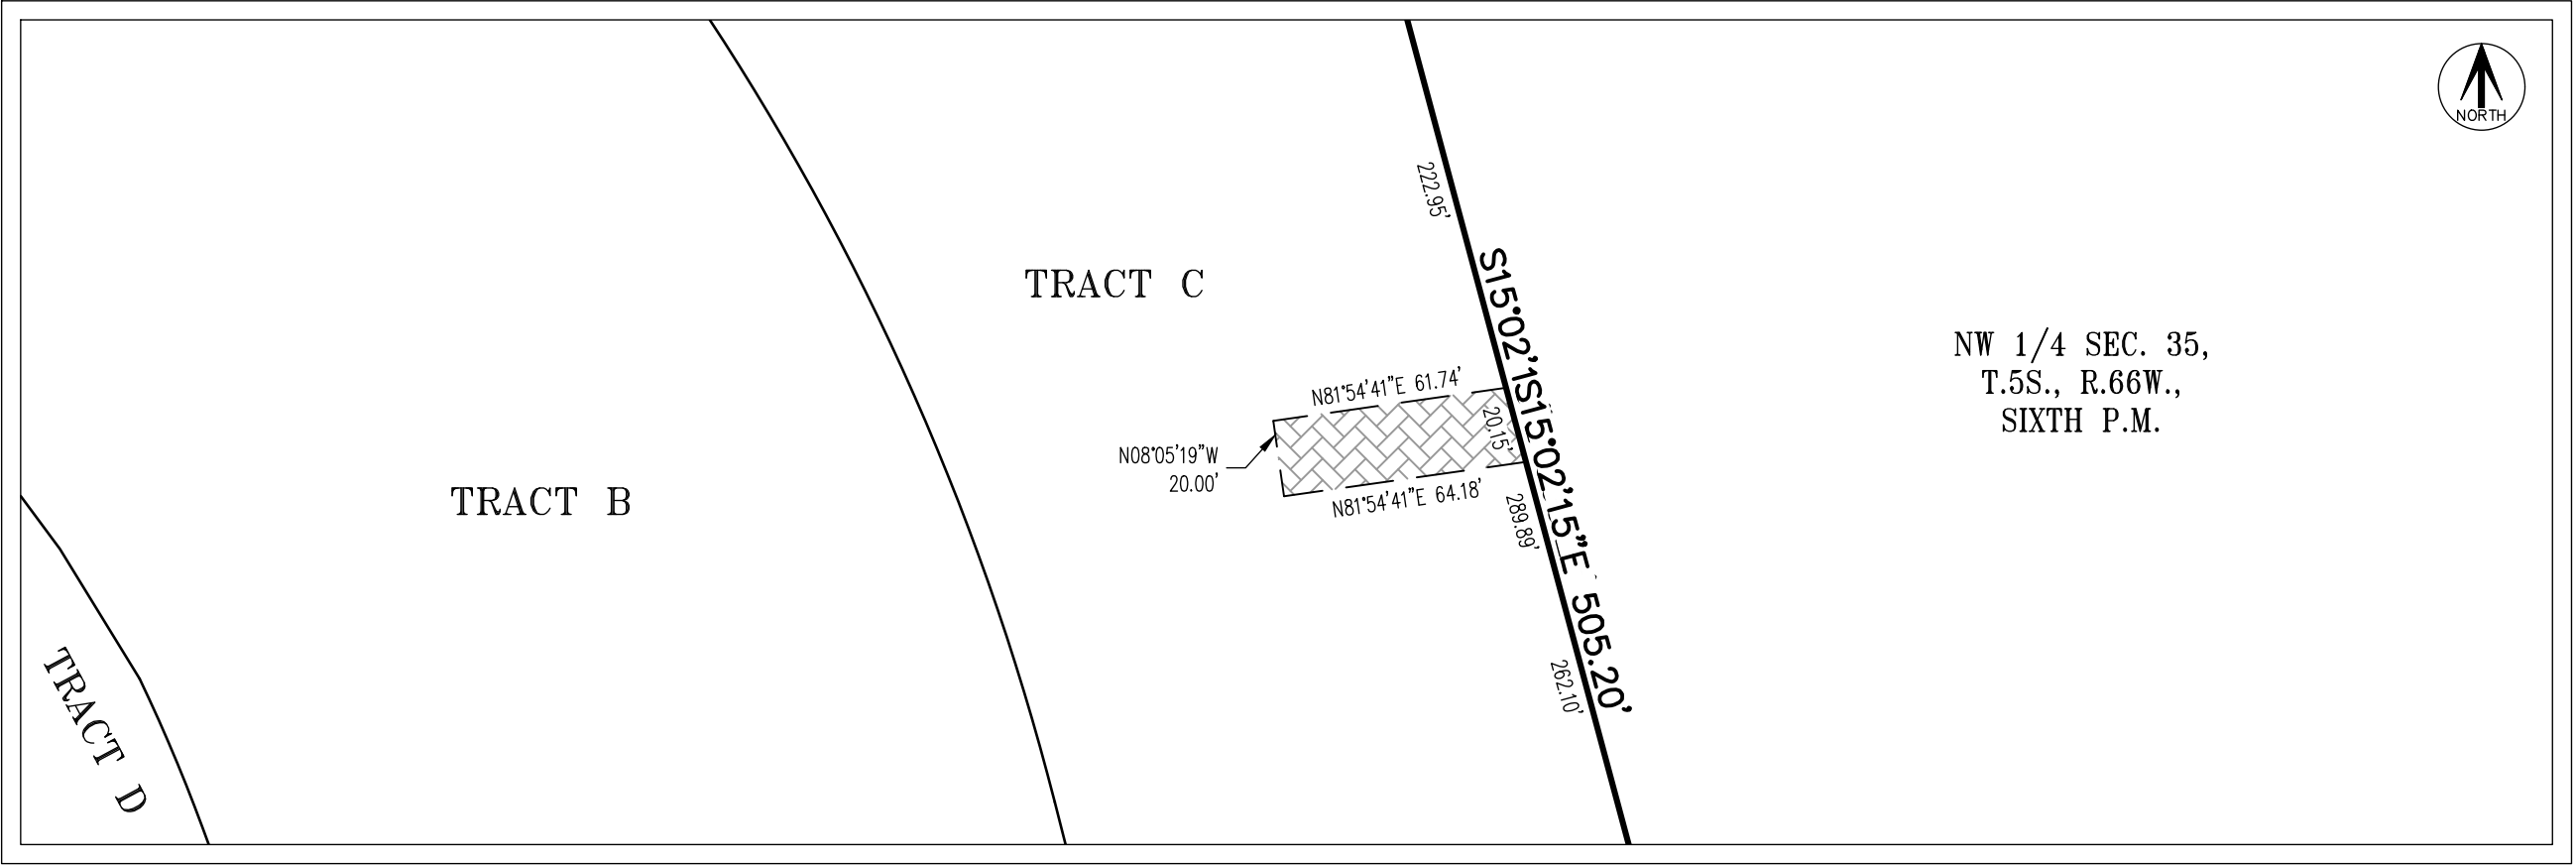 NORTH
222.95'
TRACT C
S15°02'1S15°02'15"E 505.20'
NW 1/4 SEC. 35,
T.5S., R.66W.,
SIXTH P.M.
N81°54'41"E 61.74'
20.15'
N08°05'19"W
20.00'
N81°54'41"E 64.18'
289.89'
TRACT B
262.10'
TRACT D